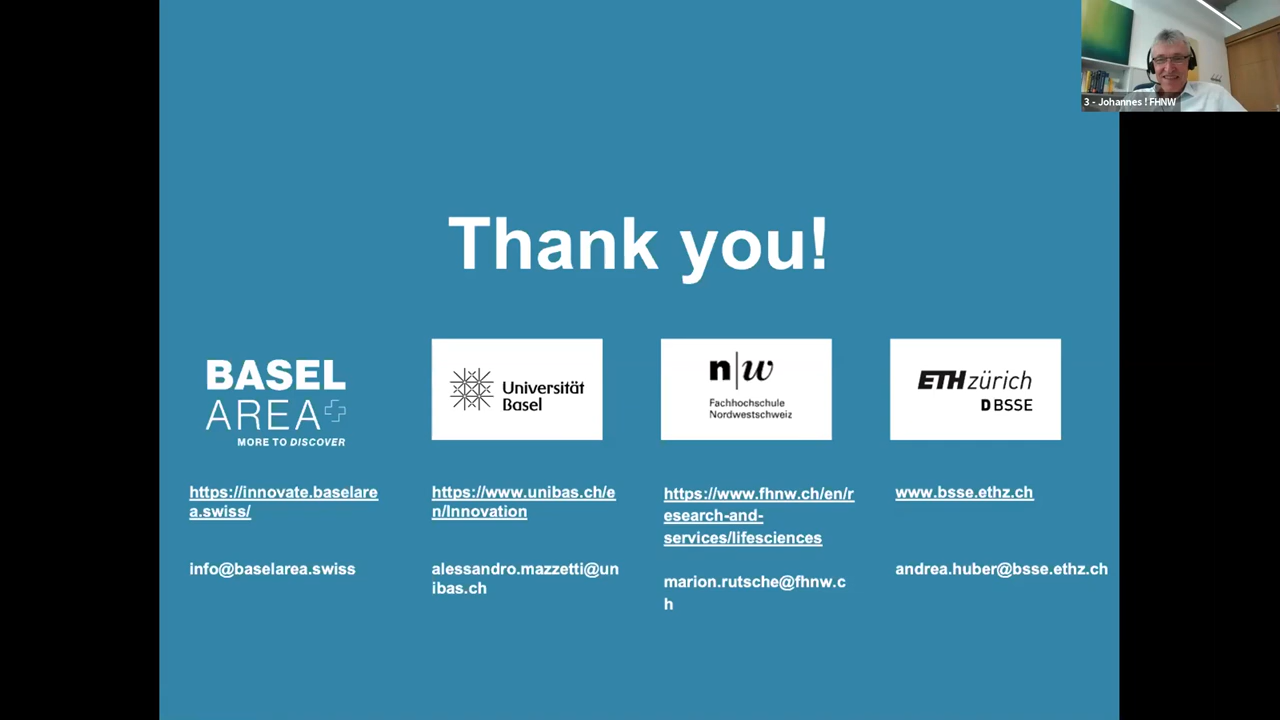 3 - Johannes ! FHNW
Thank you!
BASEL
AREA
MORE TO DISCOVER
Universität
Basel
n|w
Fachhochschule
Nordwestschweiz
ETH zürich
D BSSE
https://innovate.baselare
a.swiss/
info@baselarea.swiss
https://www.unibas.ch/e
n/Innovation
alessandro.mazzetti@un
ibas.ch
https://www.fhnw.ch/en/r
esearch-and-
services/lifesciences
marion.rutsche@fhnw.c
h
www.bsse.ethz.ch
andrea.huber@bsse.ethz.ch